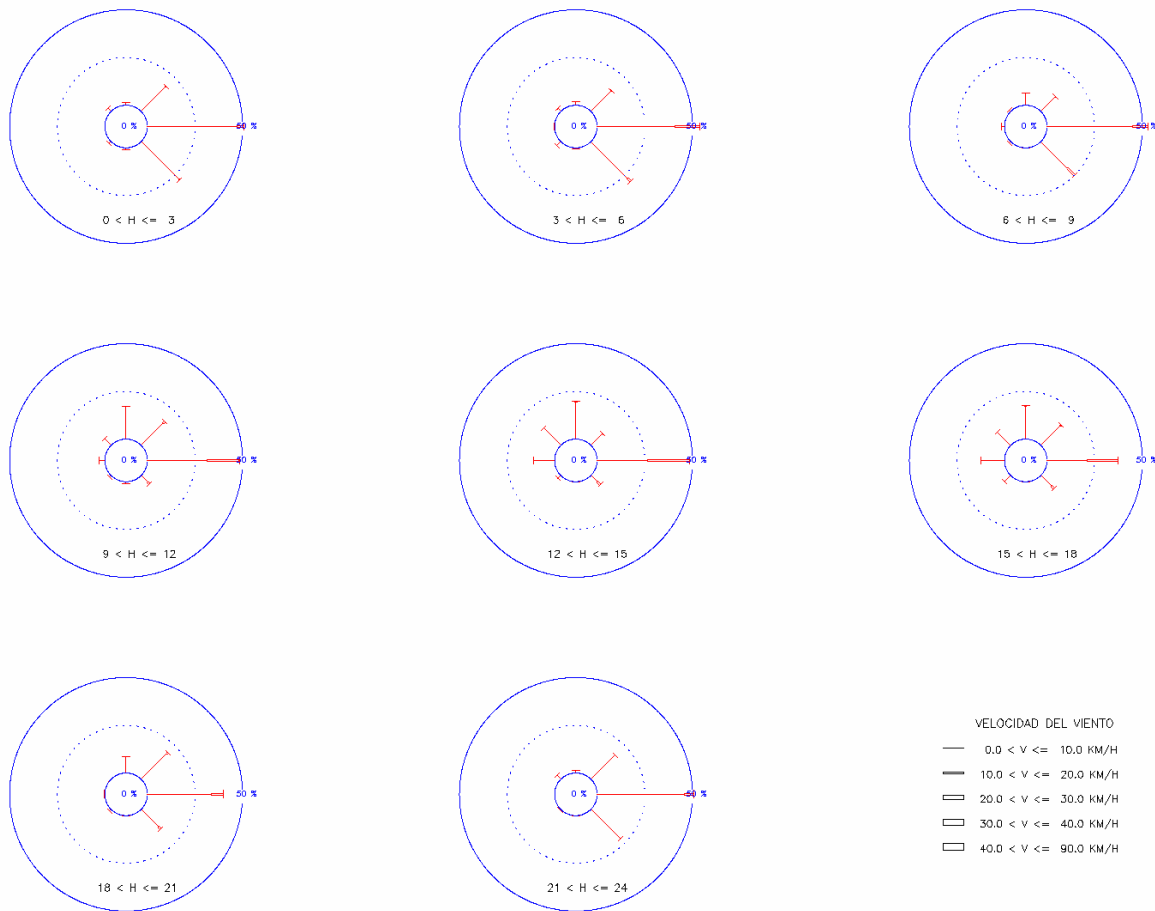 0 % 50 %
0 < H <= 3
0 % 50 %
3 < H <= 6
0 % 50 %
6 < H <= 9
0 % 50 %
9 < H <= 12
0 % 50 %
12 < H <= 15
0 % 50 %
15 < H <= 18
0 % 50 %
18 < H <= 21
0 % 50 %
21 < H <= 24
VELOCIDAD DEL VIENTO
0.0 < V <= 10.0 KM/H
10.0 < V <= 20.0 KM/H
20.0 < V <= 30.0 KM/H
30.0 < V <= 40.0 KM/H
40.0 < V <= 90.0 KM/H